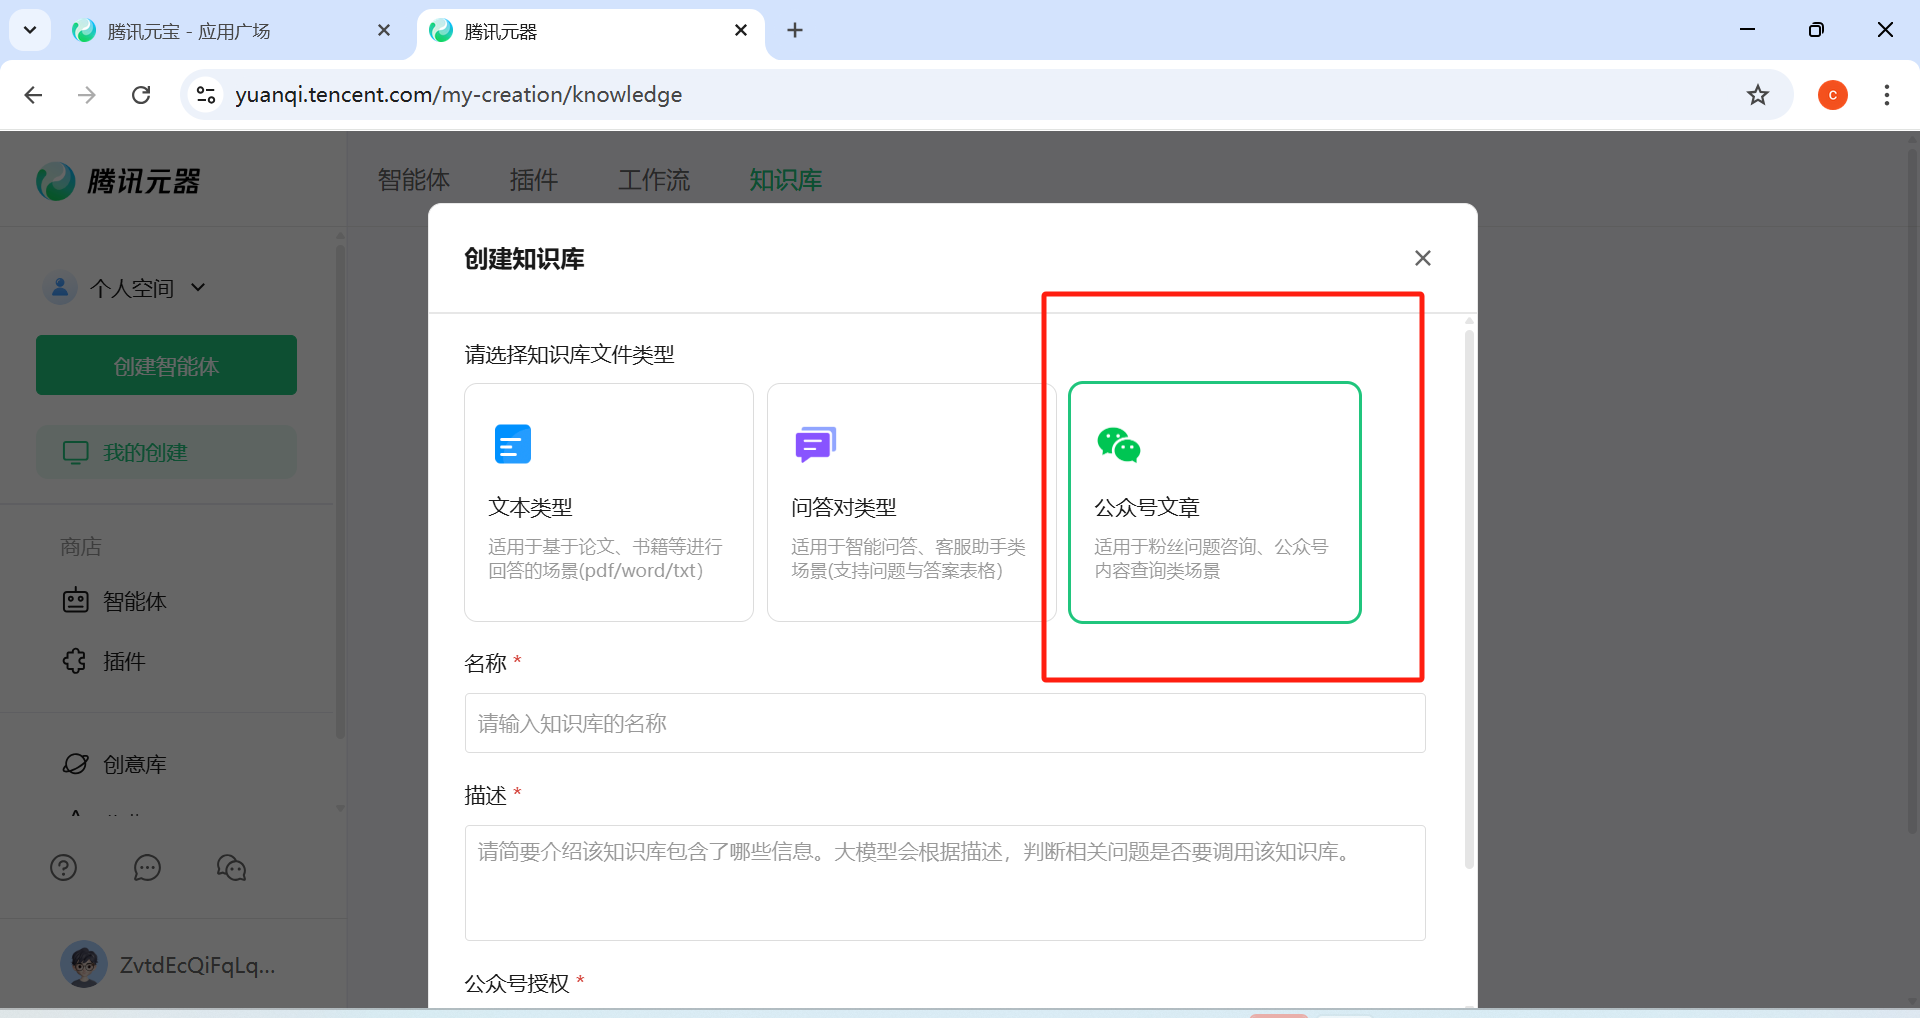 腾讯元宝 - 应用广场
腾讯元器
yuanqi.tencent.com/my-creation/knowledge
C
腾讯元器
智能体
插件
工作流
知识库
个人空间
创建智能体
我的创建
商店
智能体
插件
创意库
ZvtdEcQiFqLq...
创建知识库
请选择知识库文件类型
文本类型
适用于基于论文、书籍等进行
回答的场景(pdf/word/txt)
问答对类型
适用于智能问答、客服助手类
场景(支持问题与答案表格)
公众号文章
适用于粉丝问题咨询、公众号
内容查询类场景
名称 *
请输入知识库的名称
描述 *
请简要介绍该知识库包含了哪些信息。大模型会根据描述，判断相关问题是否要调用该知识库。
公众号授权 *